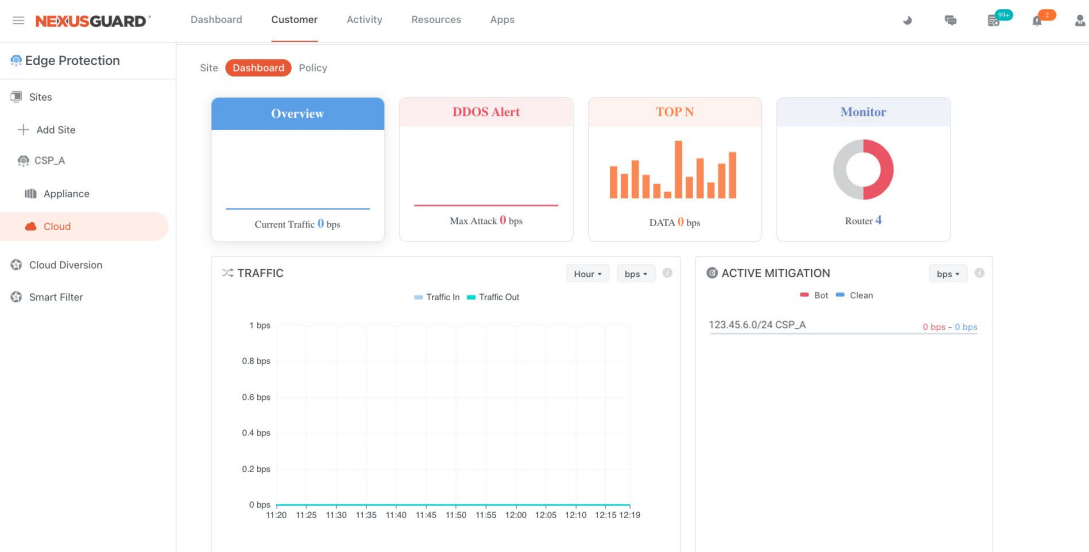 NEXUSGUARD
Dashboard Customer Activity Resources Apps
99+ 2
Edge Protection
Sites
Add Site
CSP_A
Appliance
Cloud
Cloud Diversion
Smart Filter
Site Dashboard Policy
Overview
Current Traffic 0 bps
DDOS Alert
Max Attack 0 bps
TOP N
DATA 0 bps
Monitor
Router 4
TRAFFIC
Hour bps
Traffic In Traffic Out
1 bps
0.8 bps
0.6 bps
0.4 bps
0.2 bps
0 bps
11:20 11:25 11:30 11:35 11:40 11:45 11:50 11:55 12:00 12:05 12:10 12:15 12:19
ACTIVE MITIGATION
bps
Bot Clean
123.45.6.0/24 CSP_A 0 bps - 0 bps